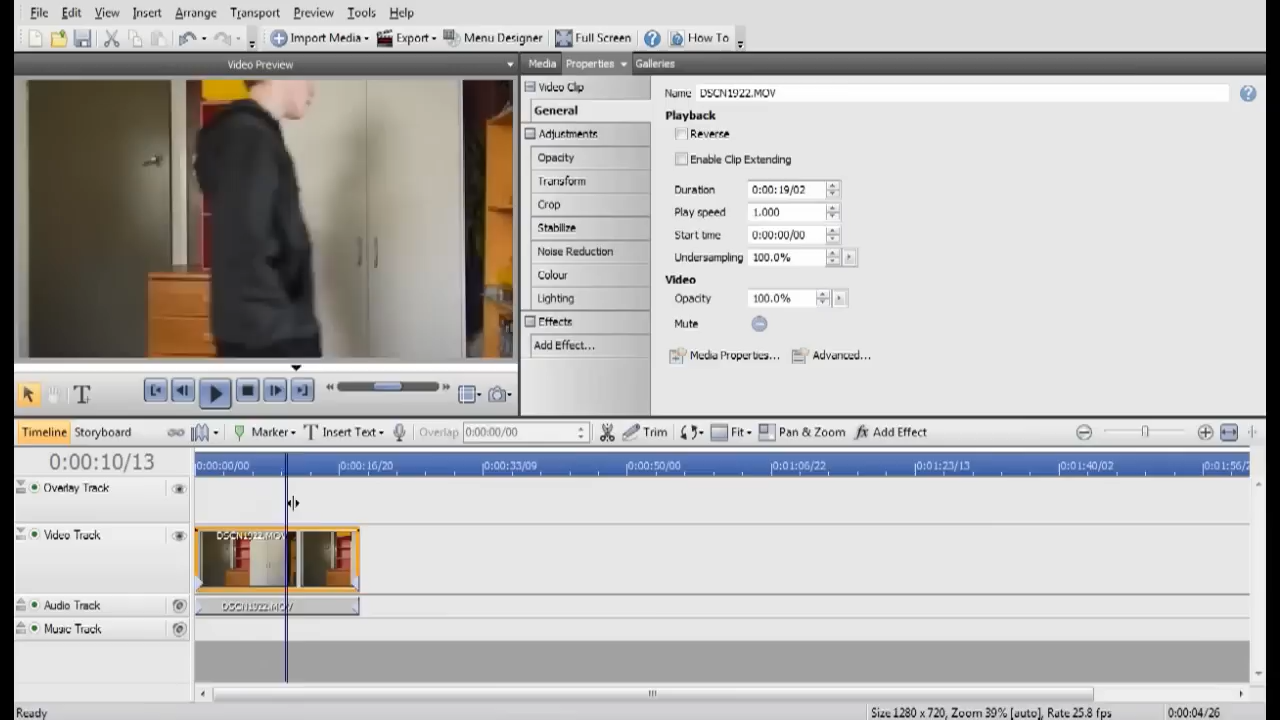 File Edit View Insert Arrange Transport Preview Tools Help
Import Media Export Menu Designer Full Screen How To
Video Preview
Media Properties Galleries
Video Clip
General
Adjustments
Opacity
Transform
Crop
Stabilize
Noise Reduction
Colour
Lighting
Effects
Add Effect...
Name DSCN1922.MOV
Playback
Reverse
Enable Clip Extending
Duration 0:00:19/02
Play speed 1.000
Start time 0:00:00/00
Undersampling 100.0%
Video
Opacity 100.0%
Mute
Media Properties... Advanced...
Timeline Storyboard Marker Insert Text Overlap 0:00:00/00 Trim Fit Pan & Zoom fx Add Effect
0:00:10/13 0:00:00/00 0:00:16/20 0:00:33/09 0:00:50/00 0:01:06/22 0:01:23/13 0:01:40/02 0:01:56/2
Overlay Track
Video Track DSCN1922.MOV
Audio Track DSCN1922.MOV
Music Track
Ready Size 1280 x 720, Zoom 39% [auto], Rate 25.8 fps 0:00:04/26